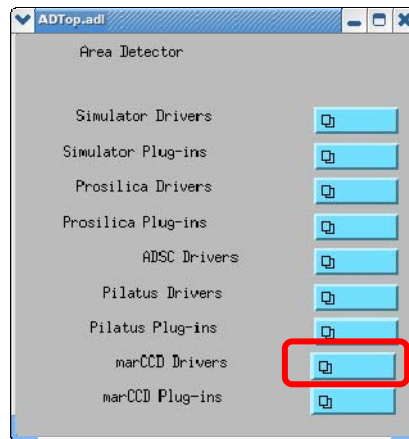 ADTop.adl
Area Detector
Simulator Drivers
Simulator Plug-ins
Prosilica Drivers
Prosilica Plug-ins
ADSC Drivers
Pilatus Drivers
Pilatus Plug-ins
marCCD Drivers
marCCD Plug-ins